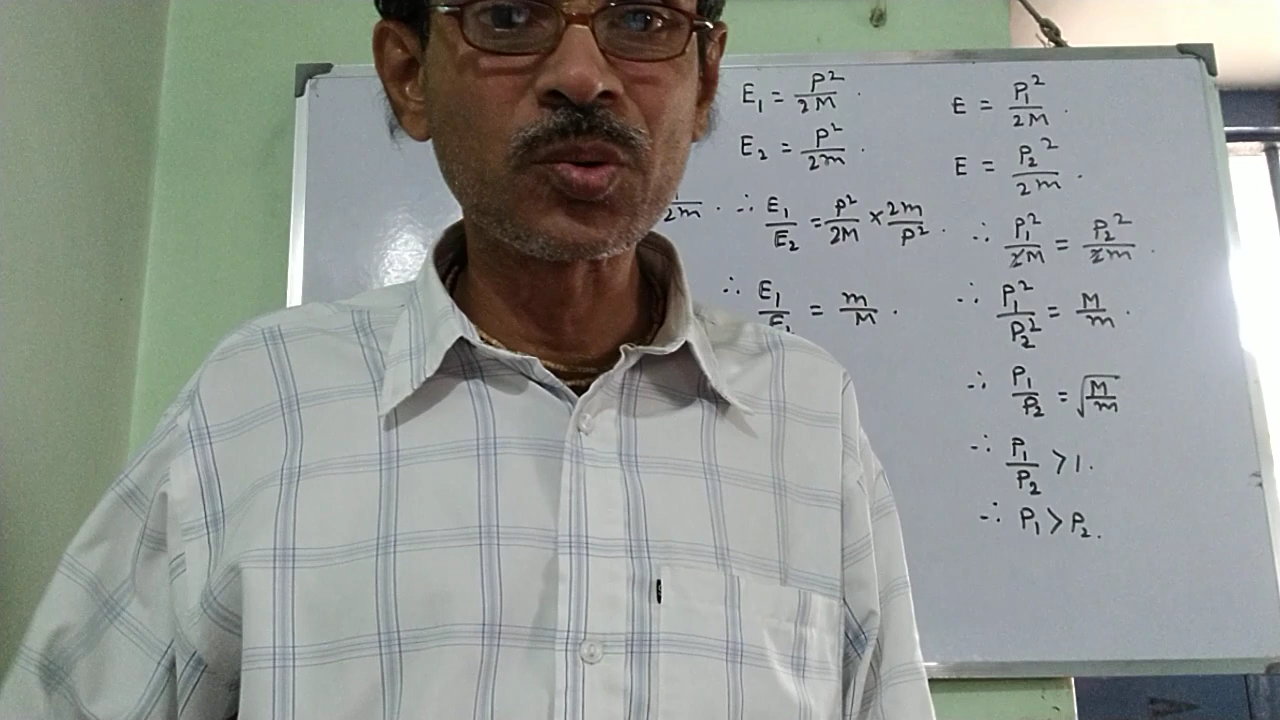 E₁ = P²/2M .
E₂ = P²/2m .
/2m . ∴ E₁/E₂ = P²/2M × 2m/P² .
∴ E₁/E₂ = m/M .
E = P₁²/2M .
E = P₂²/2m .
∴ P₁²/2M = P₂²/2m .
∴ P₁²/P₂² = M/m .
∴ P₁/P₂ = √M/m
∴ P₁/P₂ > 1 .
∴ P₁ > P₂ .